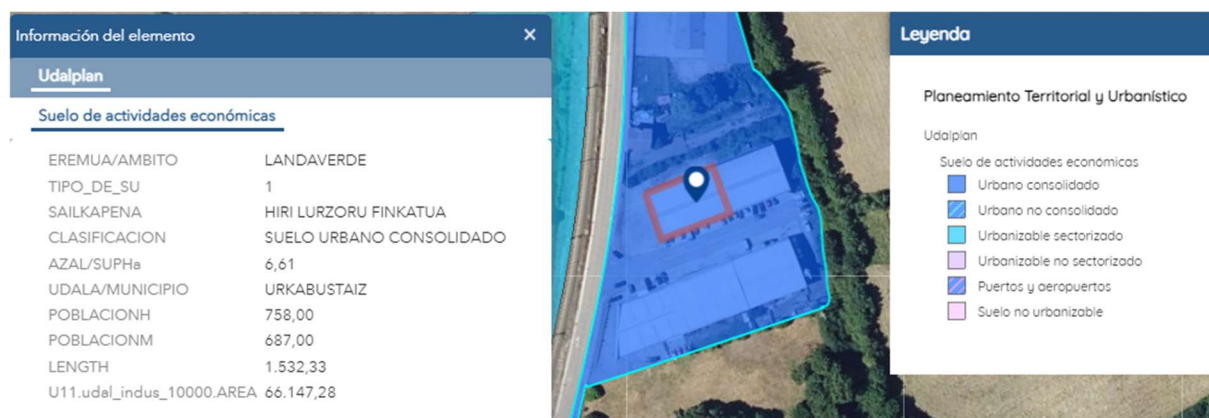 Información del elemento ×
Udalplan
Suelo de actividades económicas
EREMUA/AMBITO LANDAVERDE
TIPO_DE_SU 1
SAILKAPENA HIRI LURZORU FINKATUA
CLASIFICACION SUELO URBANO CONSOLIDADO
AZAL/SUPHa 6,61
UDALA/MUNICIPIO URKABUSTAIZ
POBLACIONH 758,00
POBLACIONM 687,00
LENGTH 1.532,33
U11.udal_indus_10000.AREA 66.147,28
Leyenda
Planeamiento Territorial y Urbanístico
Udalplan
Suelo de actividades económicas
Urbano consolidado
Urbano no consolidado
Urbanizable sectorizado
Urbanizable no sectorizado
Puertos y aeropuertos
Suelo no urbanizable